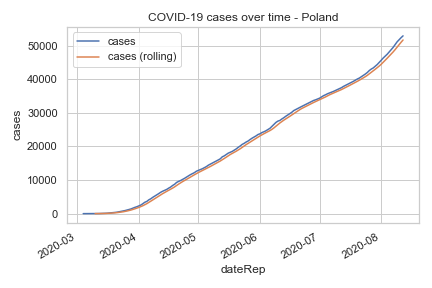 COVID-19 cases over time - Poland
cases
cases (rolling)
50000
40000
30000
20000
10000
0
cases
2020-03
2020-04
2020-05
2020-06
2020-07
2020-08
dateRep